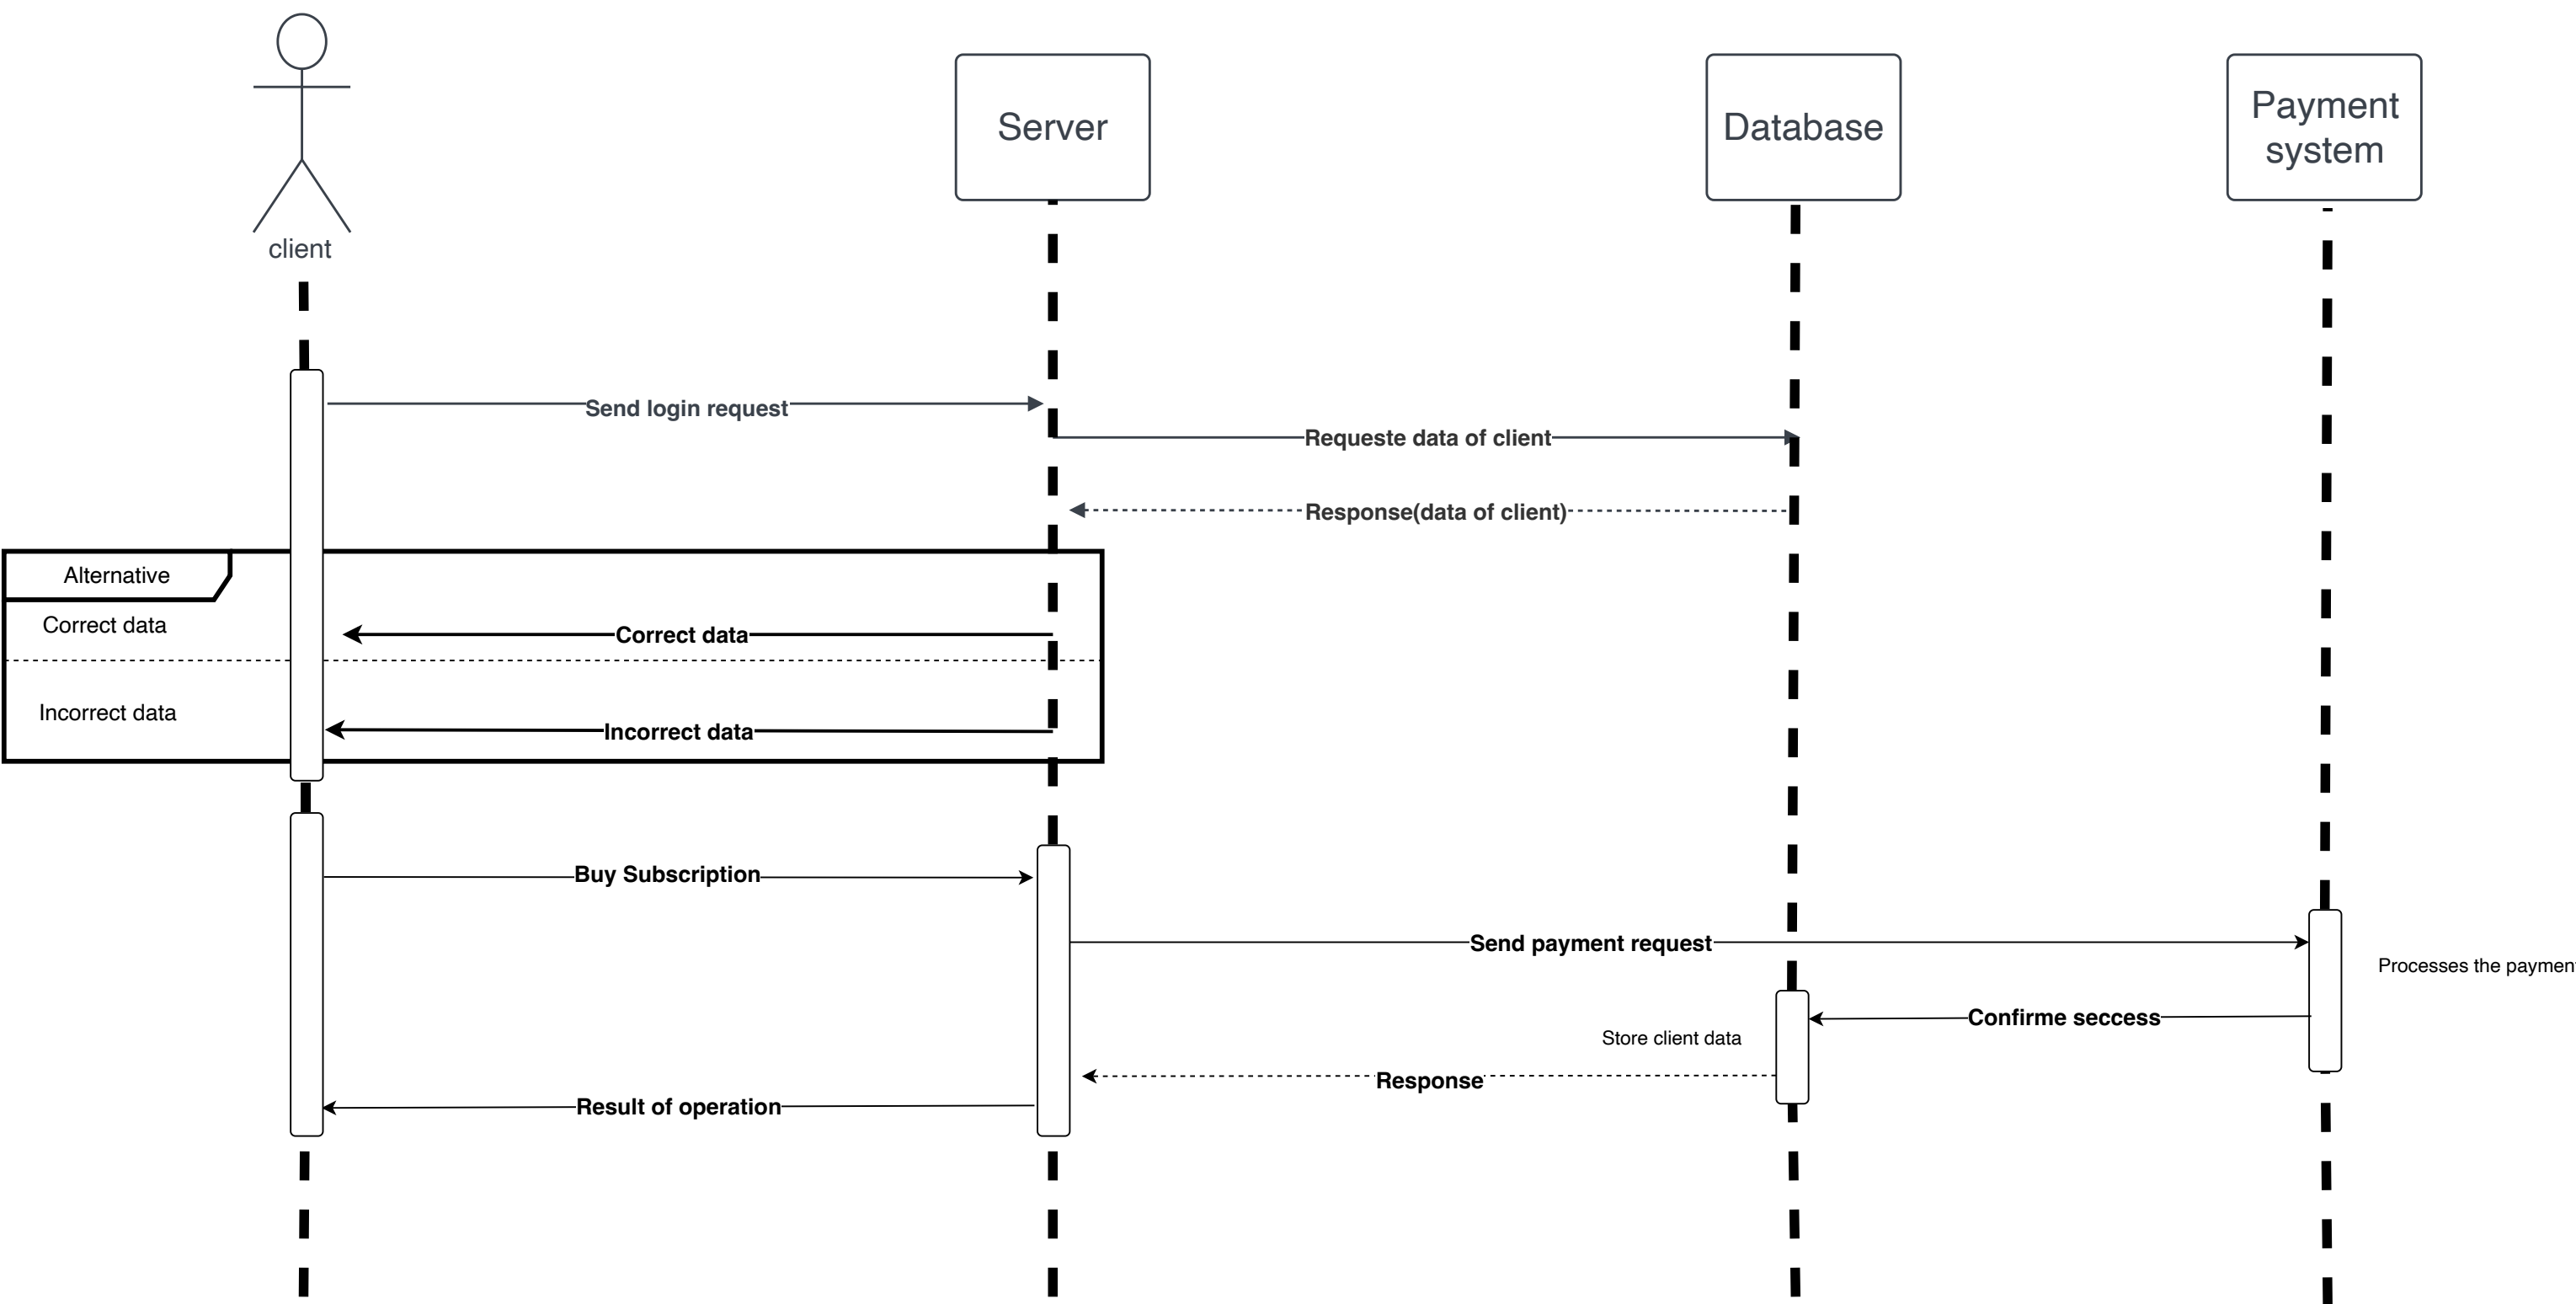 Server
Database
Payment
system
client
Send login request
Requeste data of client
Response(data of client)
Alternative
Correct data
Correct data
Incorrect data
Incorrect data
Buy Subscription
Send payment request
Processes the paymen
Confirme seccess
Store client data
Response
Result of operation